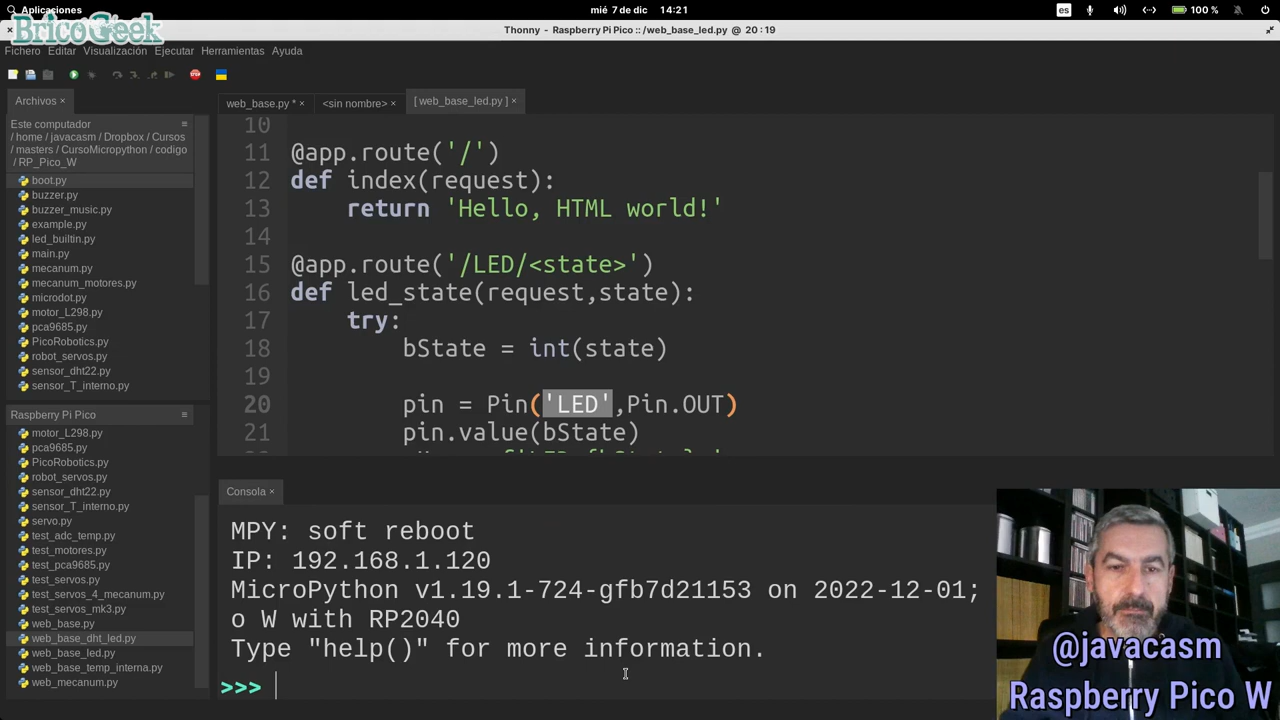 Aplicaciones
mié 7 de dic 14:21
es
100 %
BricoGeek
Thonny - Raspberry Pi Pico :: /web_base_led.py @ 20 : 19
Fichero Editar Visualización Ejecutar Herramientas Ayuda
Archivos
Este computador
/ home / javacasm / Dropbox / Cursos
/ masters / CursoMicropython / codigo
/ RP_Pico_W
boot.py
buzzer.py
buzzer_music.py
example.py
led_builtin.py
main.py
mecanum.py
mecanum_motores.py
microdot.py
motor_L298.py
pca9685.py
PicoRobotics.py
robot_servos.py
sensor_dht22.py
sensor_T_interno.py
Raspberry Pi Pico
motor_L298.py
pca9685.py
PicoRobotics.py
robot_servos.py
sensor_dht22.py
sensor_T_interno.py
servo.py
test_adc_temp.py
test_motores.py
test_pca9685.py
test_servos.py
test_servos_4_mecanum.py
test_servos_mk3.py
web_base.py
web_base_dht_led.py
web_base_led.py
web_base_temp_interna.py
web_mecanum.py
web_base.py * <sin nombre> [ web_base_led.py ]
10
11 @app.route('/')
12 def index(request):
13 return 'Hello, HTML world!'
14
15 @app.route('/LED/<state>')
16 def led_state(request,state):
17 try:
18 bState = int(state)
19
20 pin = Pin('LED',Pin.OUT)
21 pin.value(bState)
Consola
MPY: soft reboot
IP: 192.168.1.120
MicroPython v1.19.1-724-gfb7d21153 on 2022-12-01;
o W with RP2040
Type "help()" for more information.
>>>
@javacasm
Raspberry Pico W